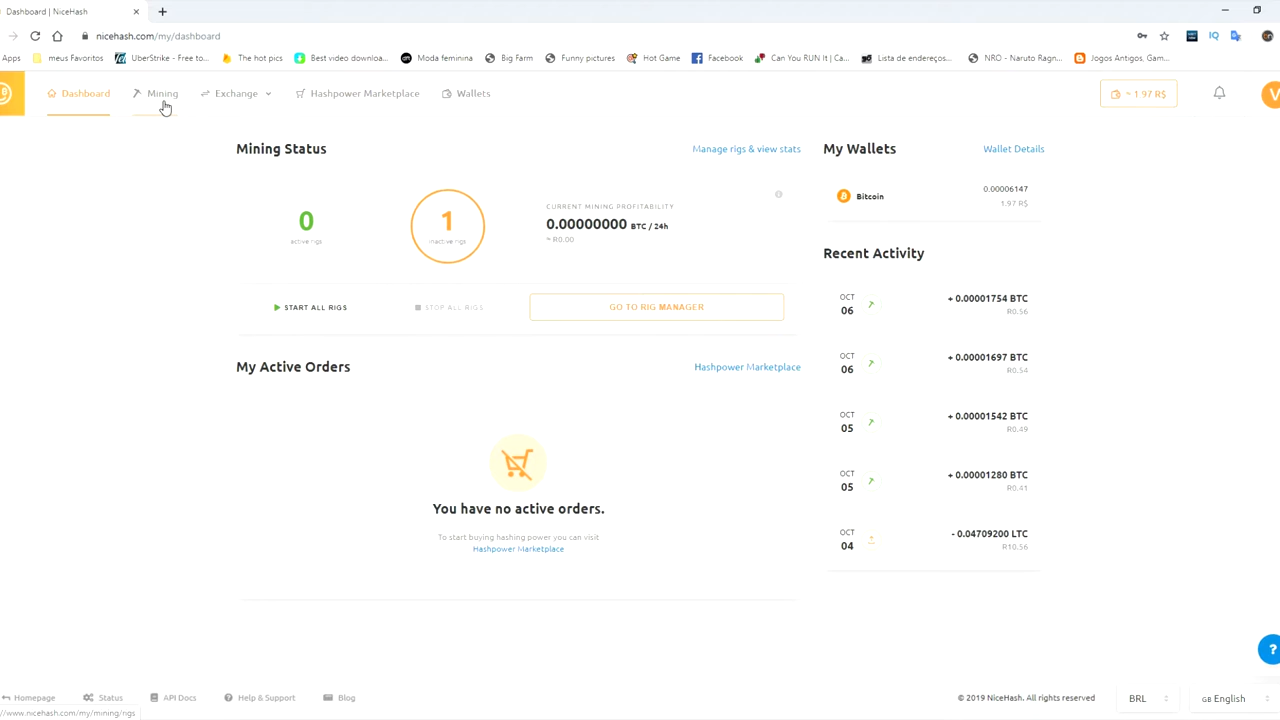 Dashboard | NiceHash
nicehash.com/my/dashboard
Apps meus Favoritos UberStrike - Free to... The hot pics Best video downloa... Moda feminina Big Farm Funny pictures Hot Game Facebook Can You RUN It | Ca... Lista de endereços... NRO - Naruto Ragn... Jogos Antigos, Gam...
Dashboard Mining Exchange Hashpower Marketplace Wallets ~ 1.97 R$ V
Mining Status Manage rigs & view stats
0
active rigs
1
inactive rigs
CURRENT MINING PROFITABILITY
0.00000000 BTC / 24h
~ R0.00
START ALL RIGS STOP ALL RIGS GO TO RIG MANAGER
My Active Orders Hashpower Marketplace
You have no active orders.
To start buying hashing power you can visit
Hashpower Marketplace
My Wallets Wallet Details
Bitcoin 0.00006147
1.97 R$
Recent Activity
OCT 06 + 0.00001754 BTC
R0.56
OCT 06 + 0.00001697 BTC
R0.54
OCT 05 + 0.00001542 BTC
R0.49
OCT 05 + 0.00001280 BTC
R0.41
OCT 04 - 0.04709200 LTC
R10.56
?
Homepage Status API Docs Help & Support Blog © 2019 NiceHash. All rights reserved BRL GB English
//www.nicehash.com/my/mining/rigs